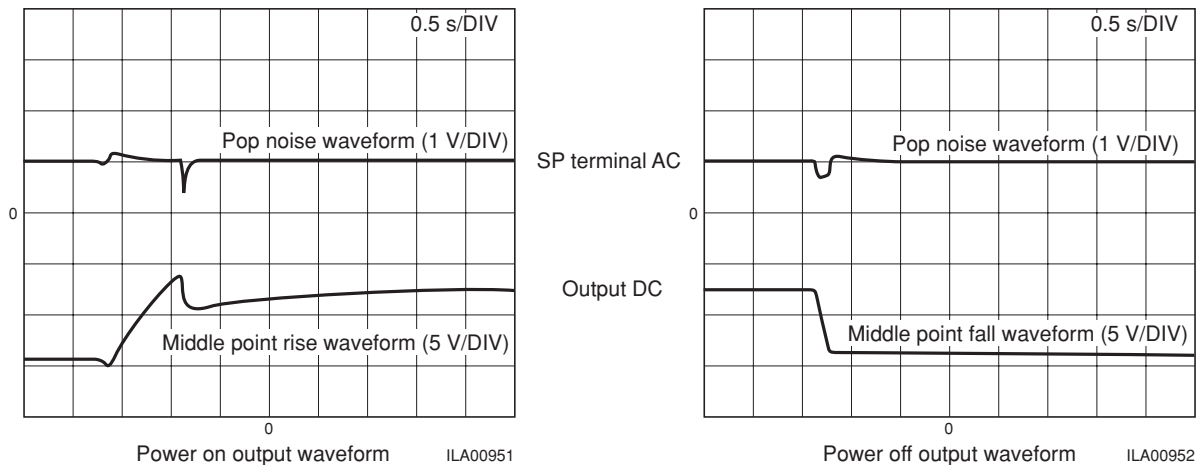 0.5 s/DIV
Pop noise waveform (1 V/DIV)
0
Middle point rise waveform (5 V/DIV)
0
Power on output waveform
ILA00951
SP terminal AC
Output DC
0.5 s/DIV
Pop noise waveform (1 V/DIV)
0
Middle point fall waveform (5 V/DIV)
0
Power off output waveform
ILA00952